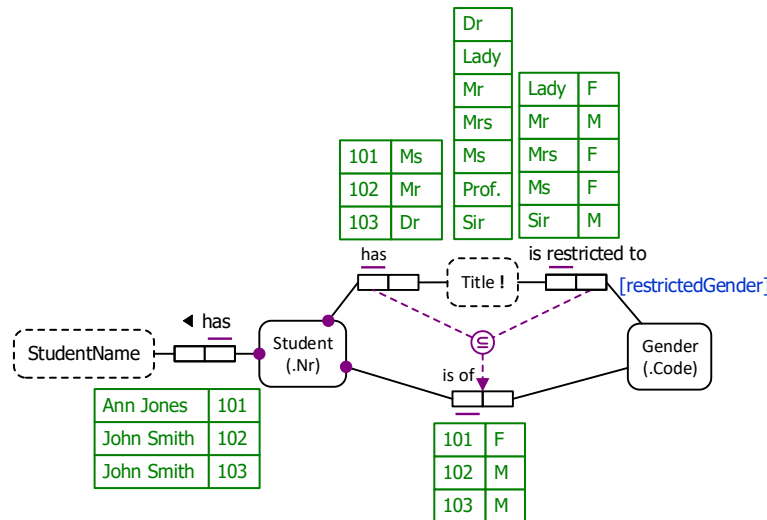 Dr
Lady
Mr
Mrs
Ms
Prof.
Sir
Lady F
Mr M
Mrs F
Ms F
Sir M
101 Ms
102 Mr
103 Dr
has
is restricted to
Title !
[restrictedGender]
◄ has
StudentName
Student
(.Nr)
⊆
Gender
(.Code)
is of
Ann Jones 101
John Smith 102
John Smith 103
101 F
102 M
103 M